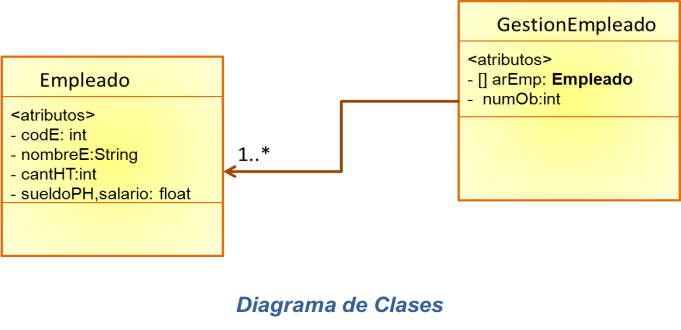 GestionEmpleado
<atributos>
- [] arEmp: Empleado
- numOb:int
Empleado
<atributos>
- codE: int
- nombreE:String
- cantHT:int
- sueldoPH,salario: float
1..*
Diagrama de Clases